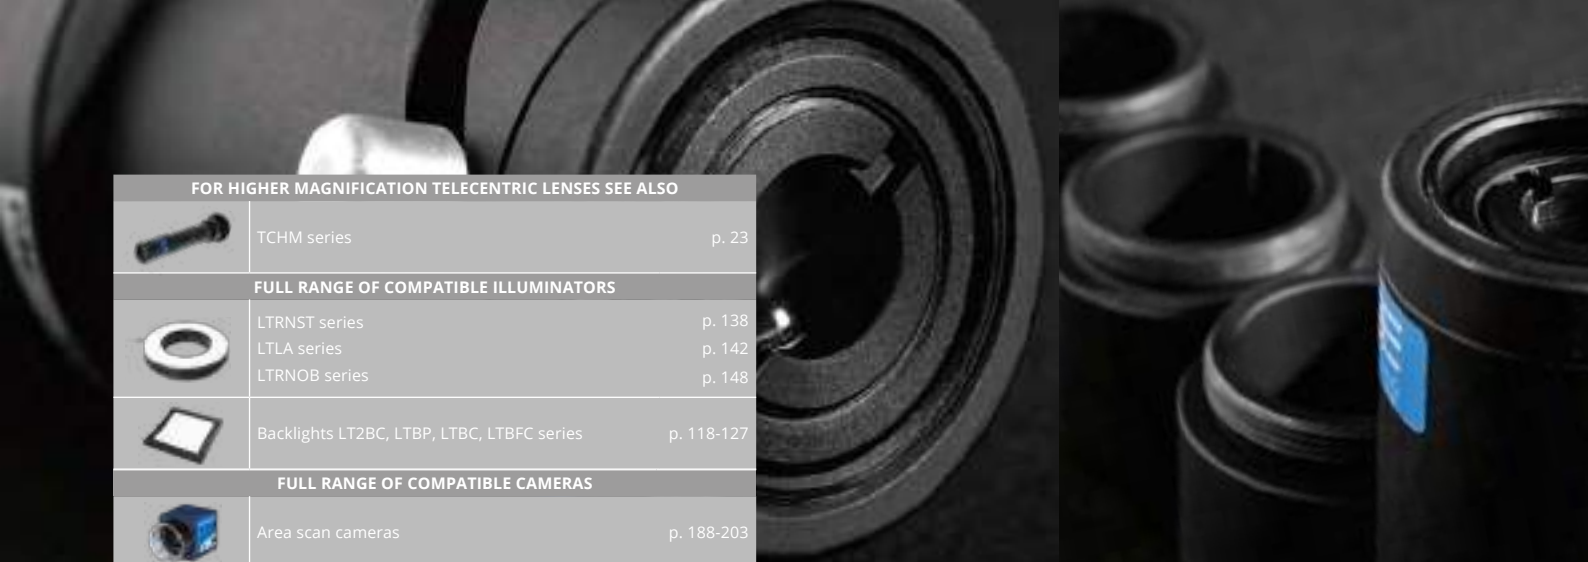 FOR HIGHER MAGNIFICATION TELECENTRIC LENSES SEE ALSO
TCHM series p. 23
FULL RANGE OF COMPATIBLE ILLUMINATORS
LTRNST series p. 138
LTLA series p. 142
LTRNOB series p. 148
Backlights LT2BC, LTBP, LTBC, LTBFC series p. 118-127
FULL RANGE OF COMPATIBLE CAMERAS
Area scan cameras p. 188-203